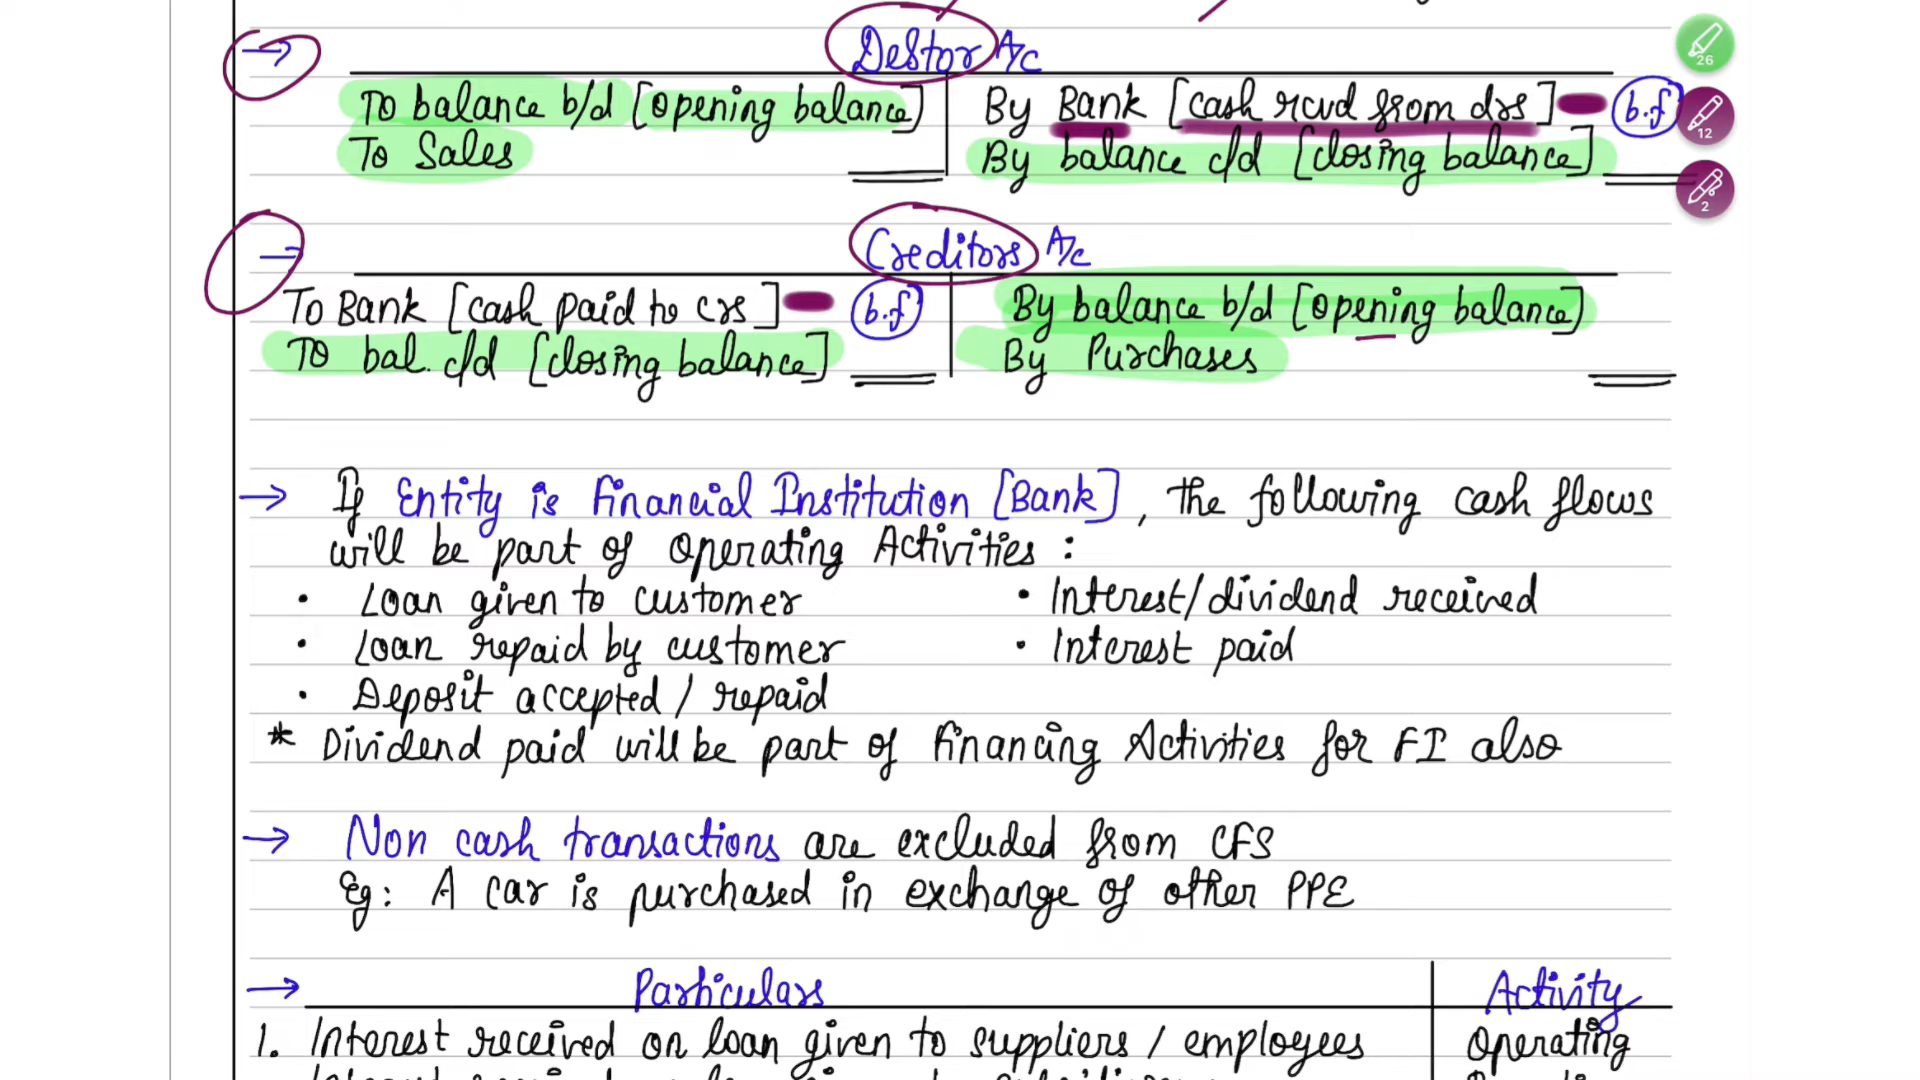 → Debtor A/c
To balance b/d [opening balance] By Bank [cash rcvd from drs] b.f
To Sales By balance c/d [closing balance]
→ Creditors A/c
To Bank [cash paid to crs] b.f By balance b/d [opening balance]
To bal. c/d [closing balance] By Purchases
→ If Entity is Financial Institution [Bank], the following cash flows
will be part of Operating Activities :
• Loan given to customer • Interest/dividend received
• Loan repaid by customer • Interest paid
• Deposit accepted / repaid
* Dividend paid will be part of Financing Activities for FI also
→ Non cash transactions are excluded from CFS
Eg: A car is purchased in exchange of other PPE
→ Particulars Activity
1. Interest received on loan given to suppliers / employees Operating
26
12
2